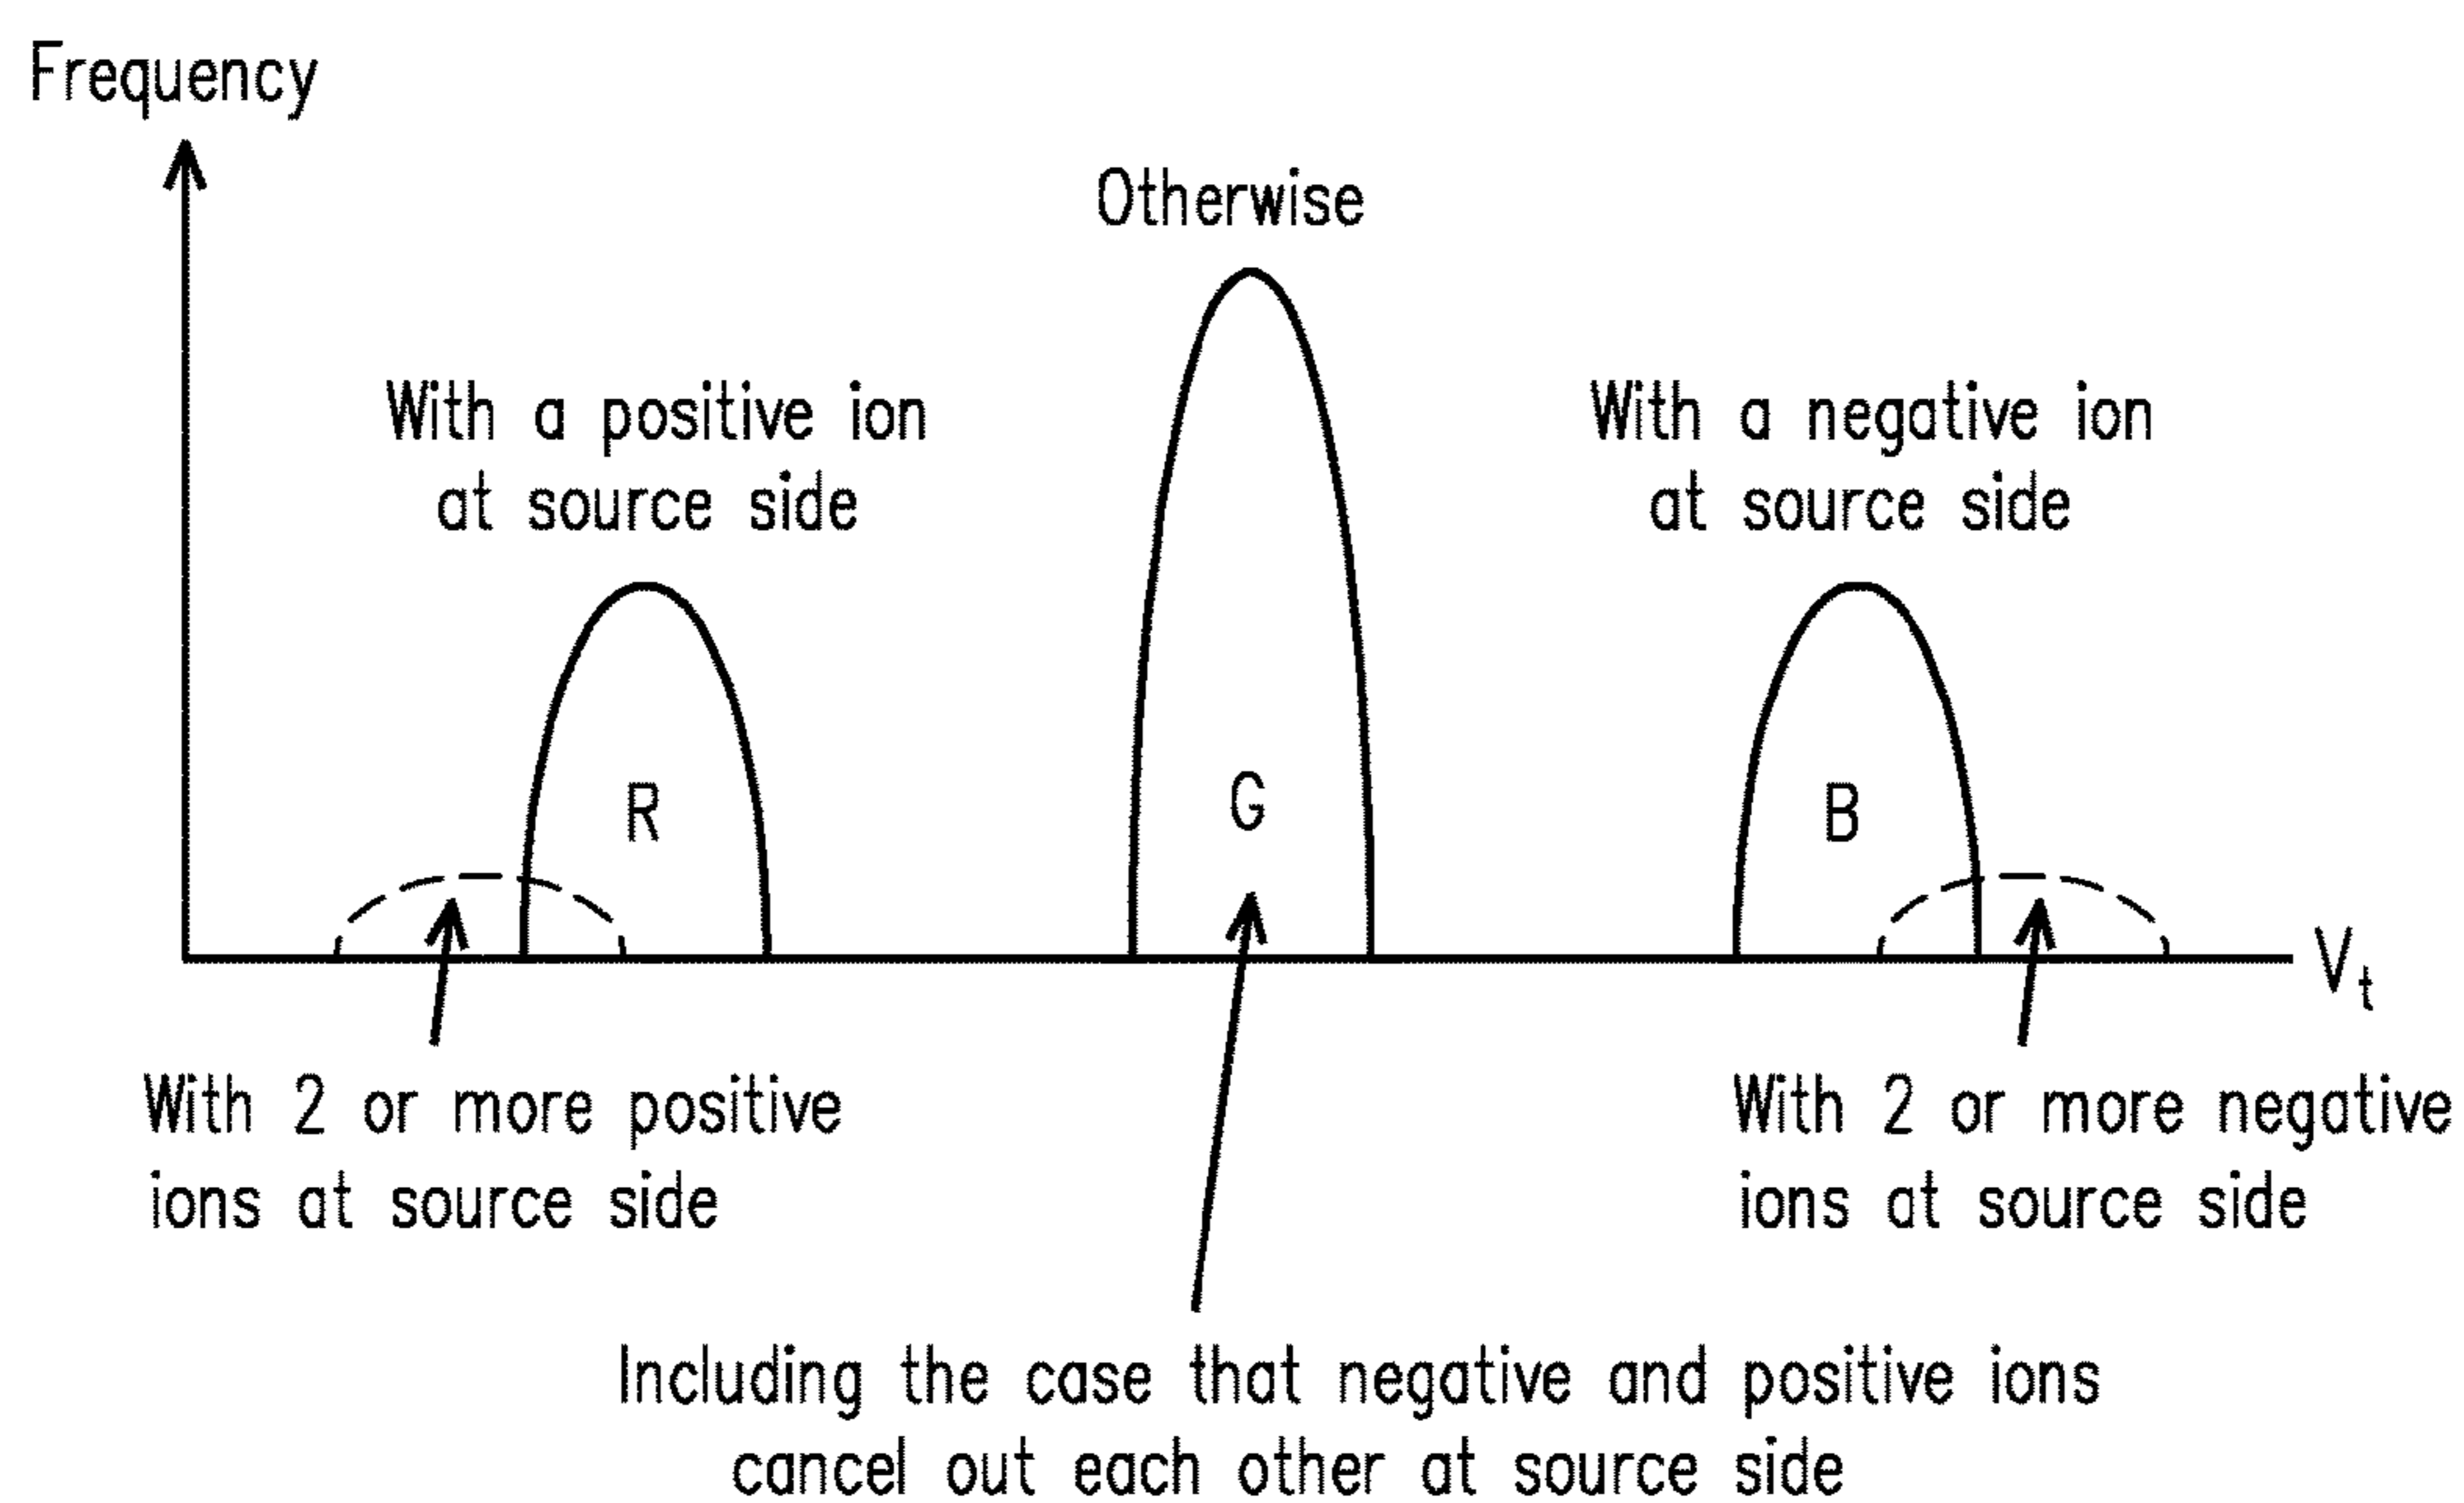 Frequency
Otherwise
With a positive ion
at source side
With a negative ion
at source side
R
G
B
Vt
With 2 or more positive
ions at source side
With 2 or more negative
ions at source side
Including the case that negative and positive ions
cancel out each other at source side